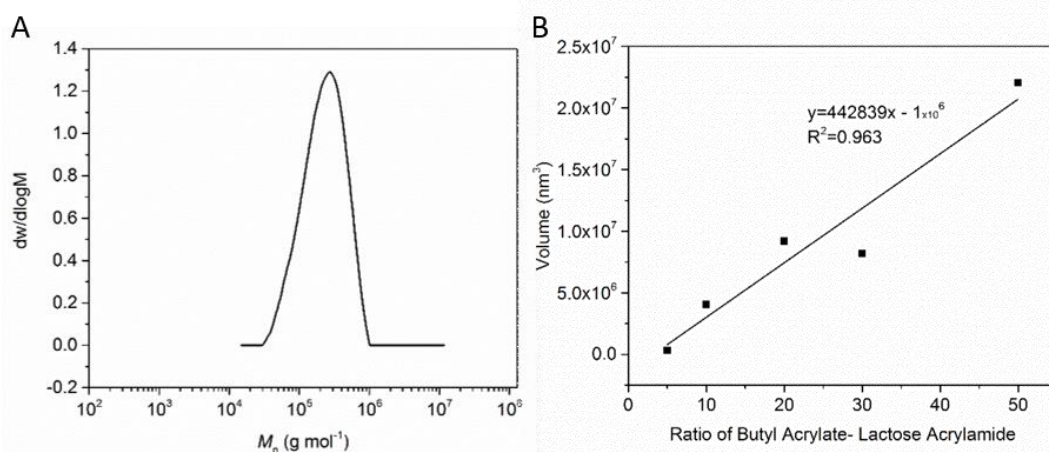 A
1.4
1.2
1.0
0.8
0.6
0.4
0.2
0.0
-0.2
dw/dlogM
10² 10³ 10⁴ 10⁵ 10⁶ 10⁷ 10⁸
Mₙ (g mol⁻¹)
B
2.5x10⁷
2.0x10⁷
1.5x10⁷
1.0x10⁷
5.0x10⁶
0.0
Volume (nm³)
y=442839x - 1x10⁶
R²=0.963
0 10 20 30 40 50
Ratio of Butyl Acrylate- Lactose Acrylamide